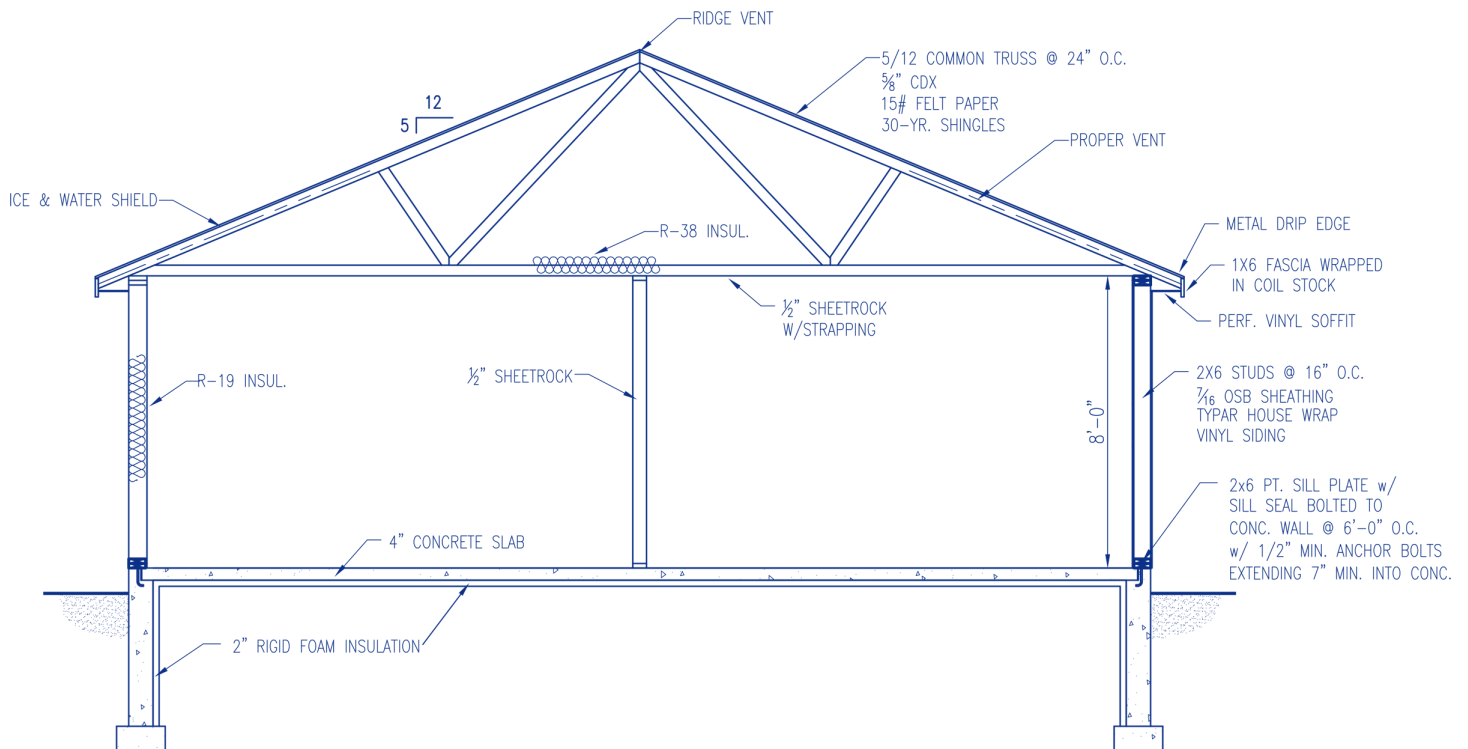 RIDGE VENT
5/12 COMMON TRUSS @ 24" O.C.
⅝" CDX
15# FELT PAPER
30-YR. SHINGLES
12
5
PROPER VENT
ICE & WATER SHIELD
METAL DRIP EDGE
R-38 INSUL.
1X6 FASCIA WRAPPED
IN COIL STOCK
½" SHEETROCK
W/STRAPPING
PERF. VINYL SOFFIT
R-19 INSUL.
½" SHEETROCK
2X6 STUDS @ 16" O.C.
7/16 OSB SHEATHING
TYPAR HOUSE WRAP
VINYL SIDING
8'-0"
2x6 PT. SILL PLATE w/
SILL SEAL BOLTED TO
CONC. WALL @ 6'-0" O.C.
w/ 1/2" MIN. ANCHOR BOLTS
EXTENDING 7" MIN. INTO CONC.
4" CONCRETE SLAB
2" RIGID FOAM INSULATION